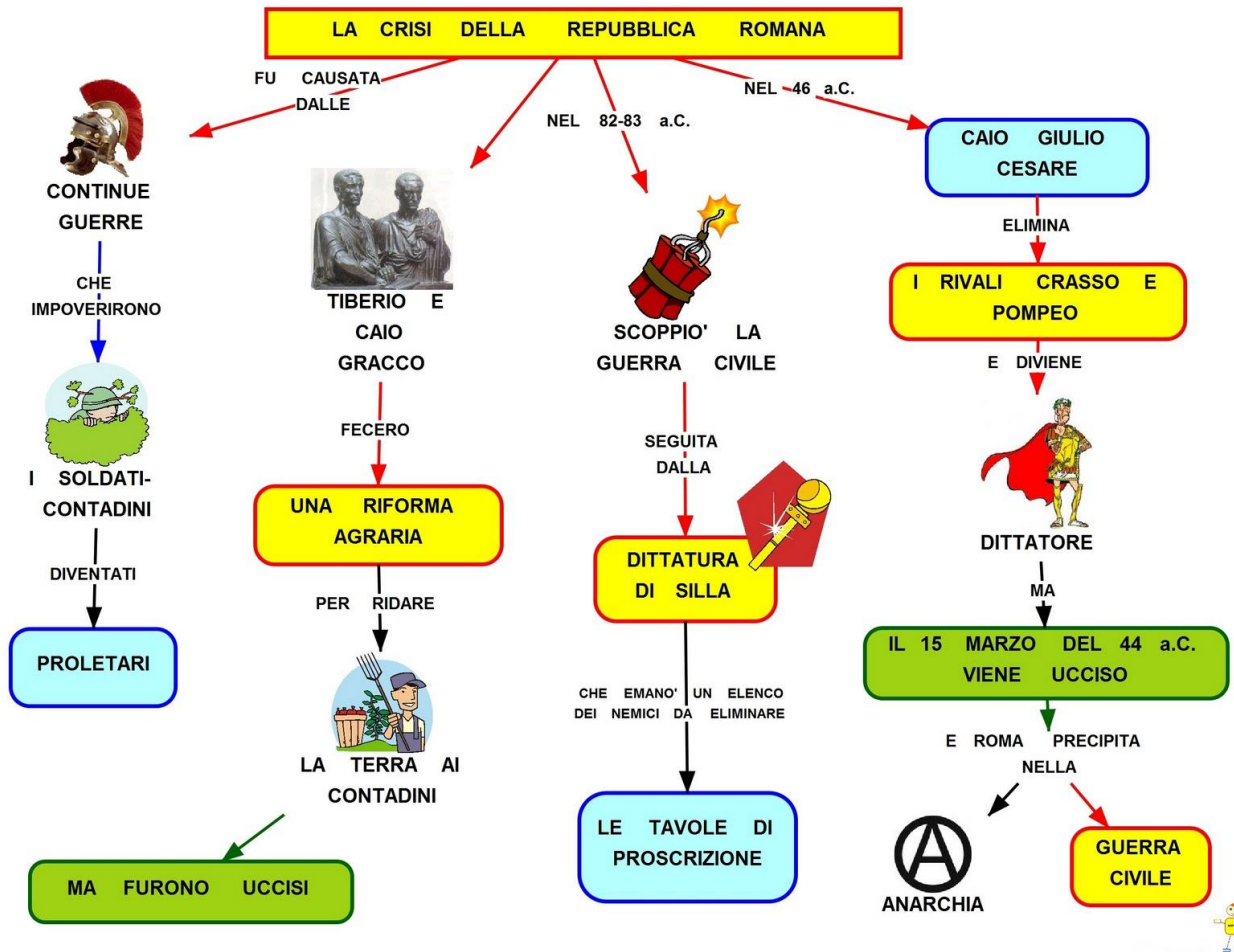 LA CRISI DELLA REPUBBLICA ROMANA
FU CAUSATA
DALLE
CONTINUE
GUERRE
CHE
IMPOVERIRONO
I SOLDATI-
CONTADINI
DIVENTATI
PROLETARI
TIBERIO E
CAIO
GRACCO
FECERO
UNA RIFORMA
AGRARIA
PER RIDARE
LA TERRA AI
CONTADINI
MA FURONO UCCISI
NEL 82-83 a.C.
SCOPPIO' LA
GUERRA CIVILE
SEGUITA
DALLA
DITTATURA
DI SILLA
CHE EMANO' UN ELENCO
DEI NEMICI DA ELIMINARE
LE TAVOLE DI
PROSCRIZIONE
NEL 46 a.C.
CAIO GIULIO
CESARE
ELIMINA
I RIVALI CRASSO E
POMPEO
E DIVIENE
DITTATORE
MA
IL 15 MARZO DEL 44 a.C.
VIENE UCCISO
E ROMA PRECIPITA
NELLA
ANARCHIA
GUERRA
CIVILE